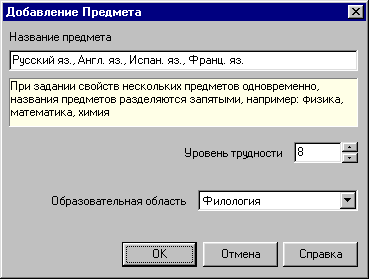 Добавление Предмета
Название предмета
Русский яз., Англ. яз., Испан. яз., Франц. яз.
При задании свойств нескольких предметов одновременно,
названия предметов разделяются запятыми, например: физика,
математика, химия
Уровень трудности 8
Образовательная область Филология
OK Отмена Справка